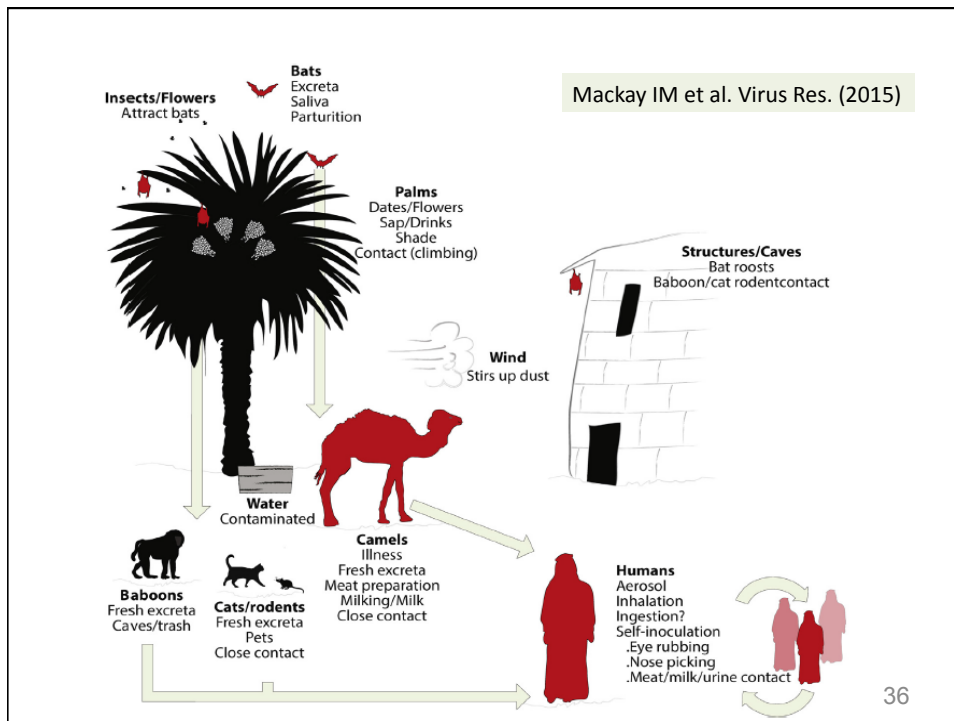 Mackay IM et al. Virus Res. (2015)
Bats
Excreta
Saliva
Parturition
Insects/Flowers
Attract bats
Palms
Dates/Flowers
Sap/Drinks
Shade
Contact (climbing)
Structures/Caves
Bat roosts
Baboon/cat rodentcontact
Wind
Stirs up dust
Water
Contaminated
Camels
Illness
Fresh excreta
Meat preparation
Milking/Milk
Close contact
Baboons
Fresh excreta
Caves/trash
Cats/rodents
Fresh excreta
Pets
Close contact
Humans
Aerosol
Inhalation
Ingestion?
Self-inoculation
.Eye rubbing
.Nose picking
.Meat/milk/urine contact
36